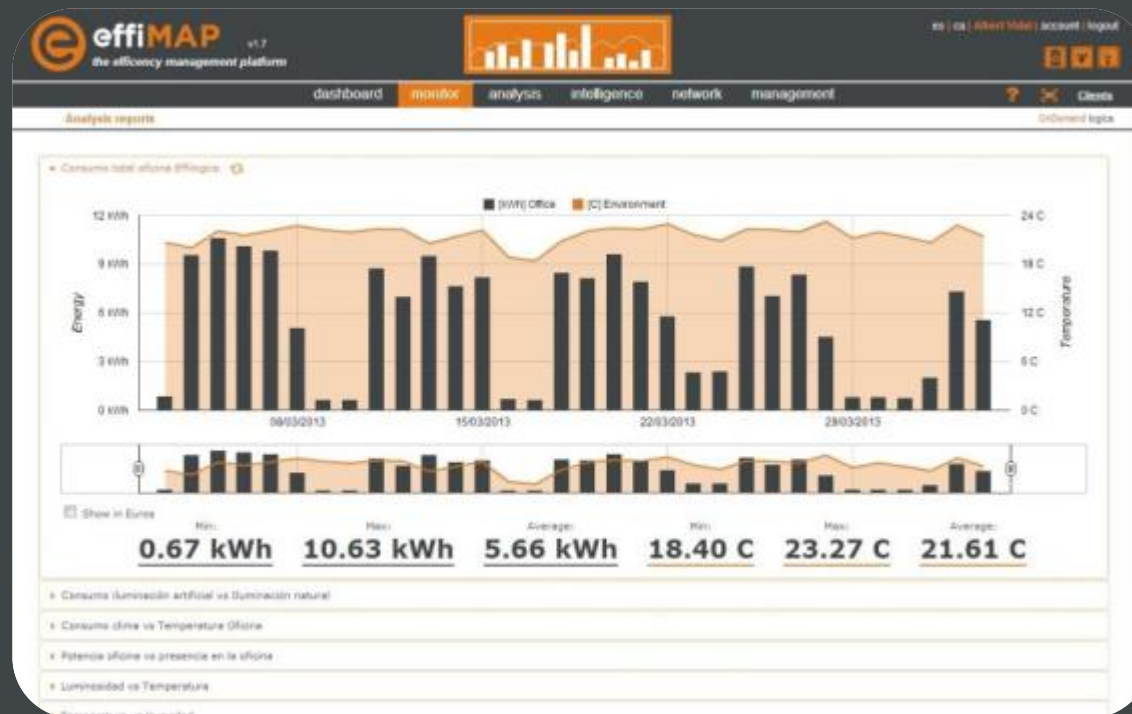 effiMAP v1.7
the efficency management platform
es | ca | Albert Vidal | account | logout
dashboard monitor analysis intelligence network management ? Clients
Analysis reports
OnDemand logics
Consumo total oficina Effilogics
[kWh] Office [C] Environment
12 kWh 24 C
9 kWh 18 C
Energy Temperature
6 kWh 12 C
3 kWh 6 C
0 kWh 0 C
08/03/2013 15/03/2013 22/03/2013 29/03/2013
Show in Euros
Min: Max: Average: Min: Max: Average:
0.67 kWh 10.63 kWh 5.66 kWh 18.40 C 23.27 C 21.61 C
Consumo iluminación artificial vs Iluminación natural
Consumo clima vs Temperatura Oficina
Potencia oficina vs presencia en la oficina
Luminosidad vs Temperatura